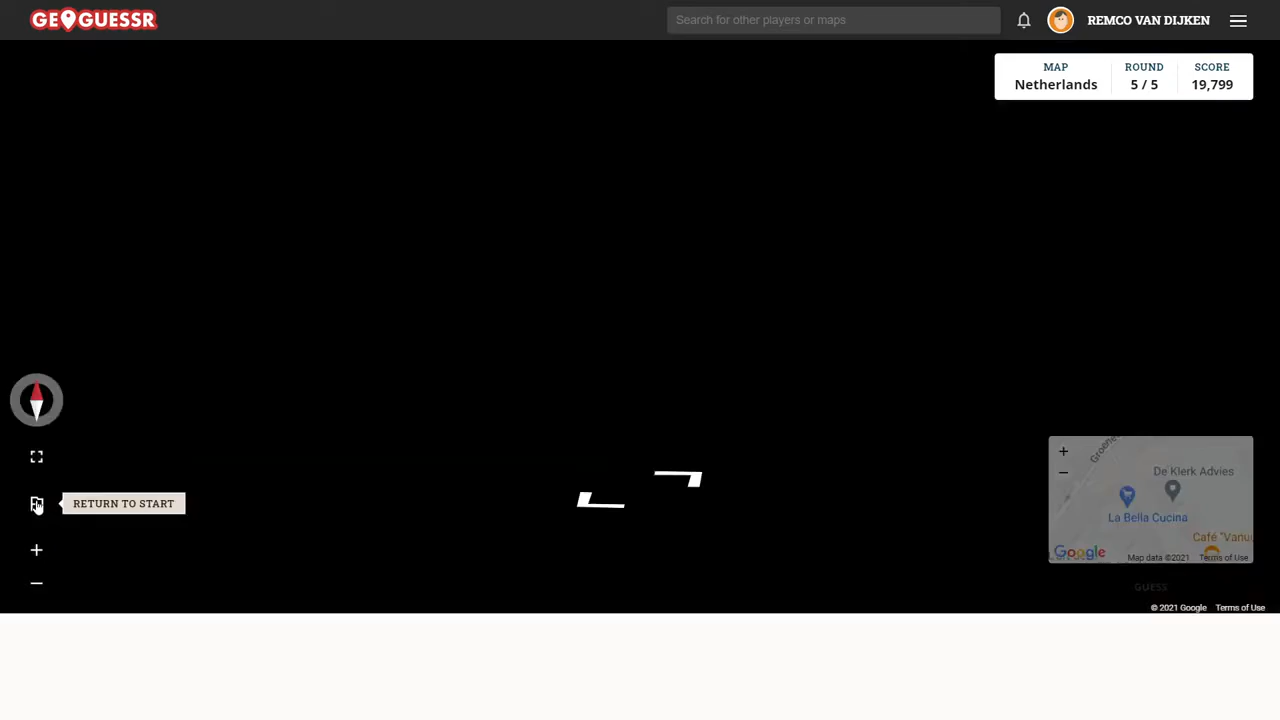 GEOGUESSR
Search for other players or maps
REMCO VAN DIJKEN
MAP
Netherlands
ROUND
5 / 5
SCORE
19,799
RETURN TO START
De Klerk Advies
La Bella Cucina
Google
Map data ©2021 Terms of Use
GUESS
© 2021 Google Terms of Use